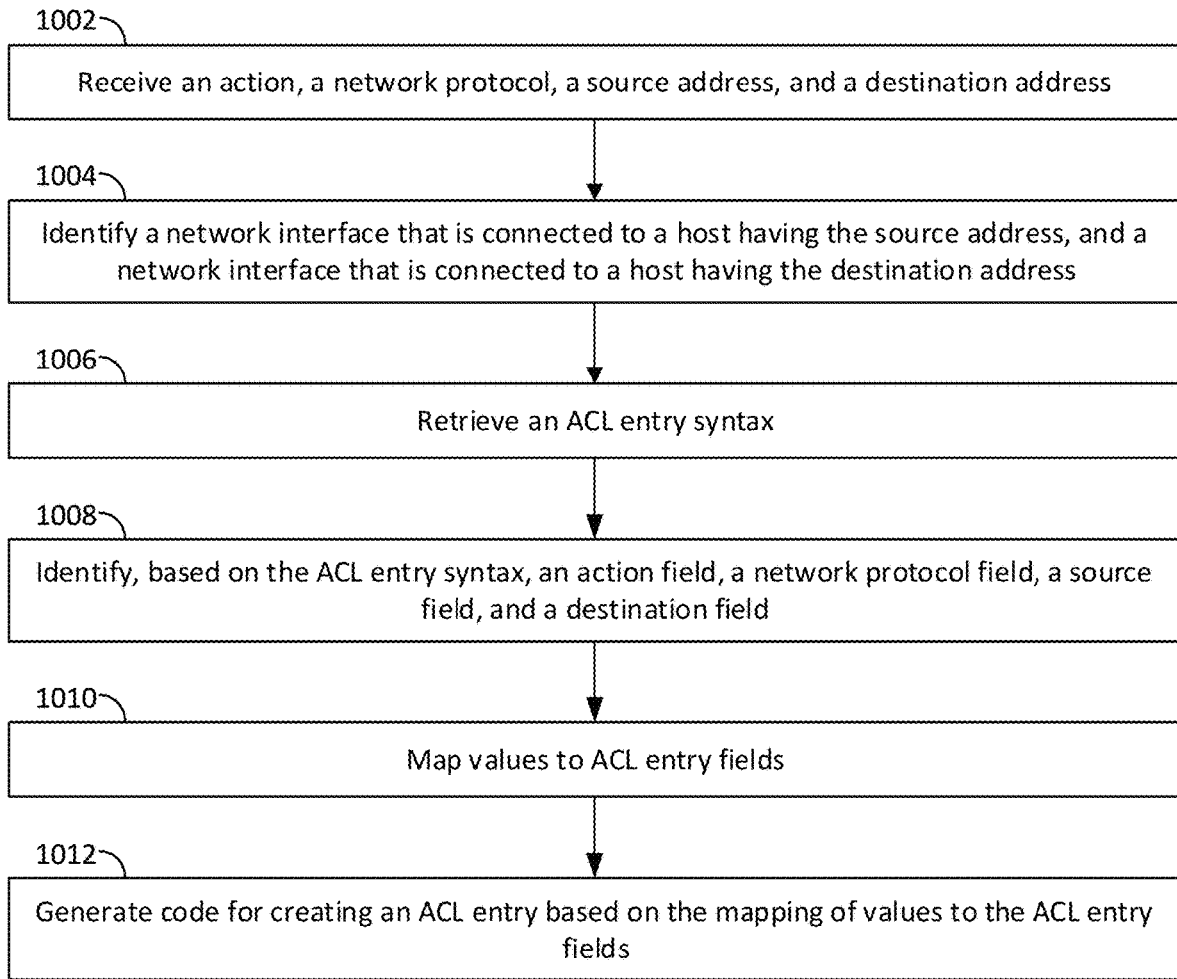 1002
Receive an action, a network protocol, a source address, and a destination address
1004
Identify a network interface that is connected to a host having the source address, and a
network interface that is connected to a host having the destination address
1006
Retrieve an ACL entry syntax
1008
Identify, based on the ACL entry syntax, an action field, a network protocol field, a source
field, and a destination field
1010
Map values to ACL entry fields
1012
Generate code for creating an ACL entry based on the mapping of values to the ACL entry
fields